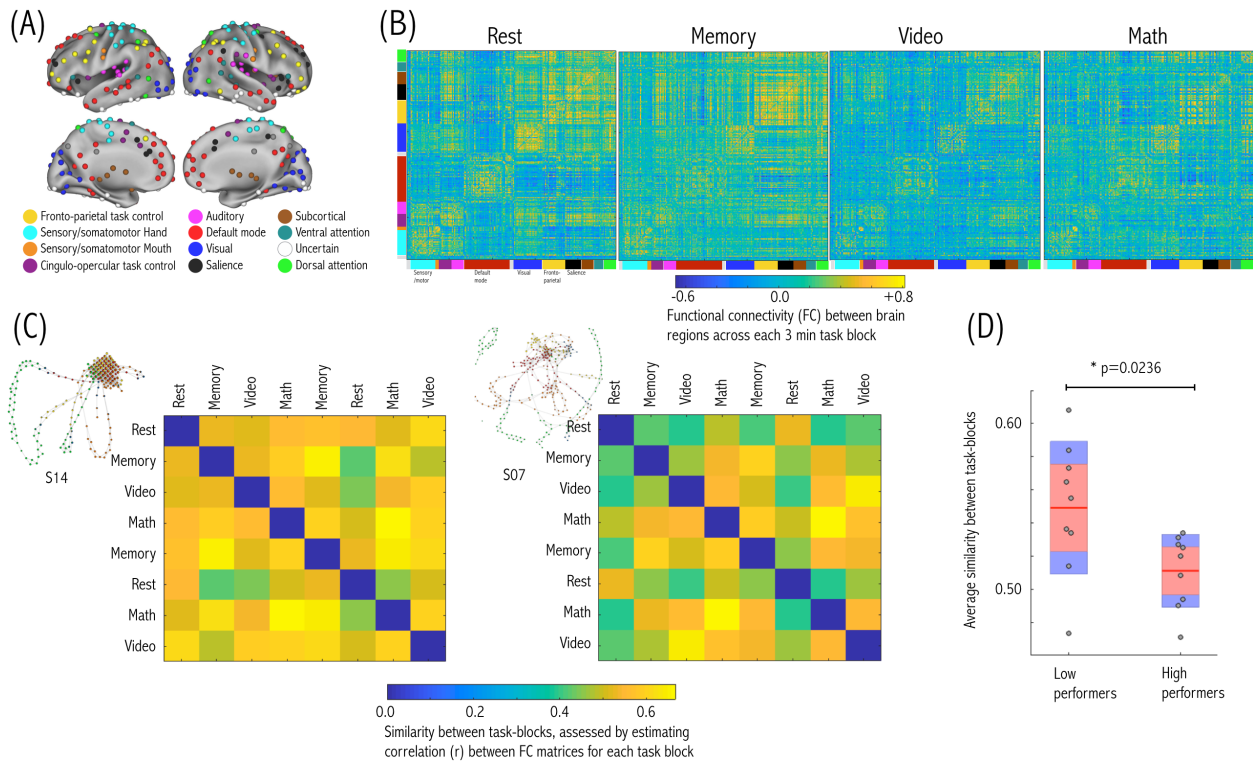 (A)
Fronto-parietal task control
Sensory/somatomotor Hand
Sensory/somatomotor Mouth
Cingulo-opercular task control
Auditory
Default mode
Visual
Salience
Subcortical
Ventral attention
Uncertain
Dorsal attention
(B)
Rest Memory Video Math
Sensory
/motor
Default
mode
Visual
Fronto-
parietal
Salience
-0.6 0.0 +0.8
Functional connectivity (FC) between brain
regions across each 3 min task block
(C)
S14
Rest Memory Video Math Memory Rest Math Video
Rest
Memory
Video
Math
Memory
Rest
Math
Video
S07
Rest Memory Video Math Memory Rest Math Video
Rest
Memory
Video
Math
Memory
Rest
Math
Video
0.0 0.2 0.4 0.6
Similarity between task-blocks, assessed by estimating
correlation (r) between FC matrices for each task block
(D)
* p=0.0236
Average similarity between task-blocks
0.60
0.50
Low
performers
High
performers